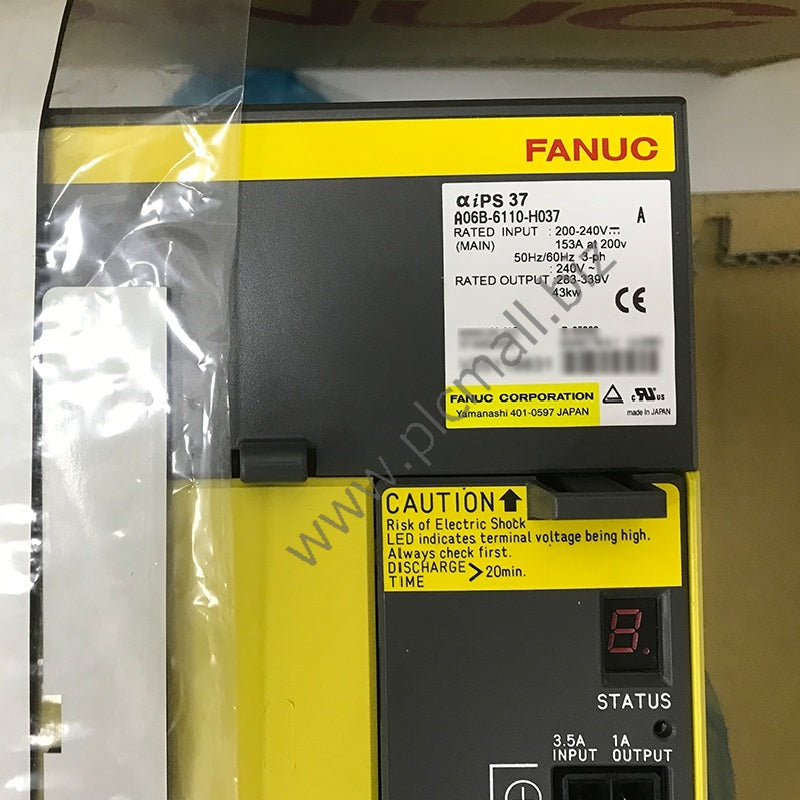 FANUC
αiPS 37
A06B-6110-H037 A
RATED INPUT : 200-240V
(MAIN) 153A at 200v
50Hz/60Hz 3-ph
: 240V ~
RATED OUTPUT :283-339V
43kw
CE
FANUC CORPORATION
Yamanashi 401-0597 JAPAN
c RU us
made in JAPAN
www.plcmall.biz
CAUTION
Risk of Electric Shock
LED indicates terminal voltage being high.
Always check first.
DISCHARGE
TIME > 20min.
8.
STATUS
3.5A 1A
INPUT OUTPUT